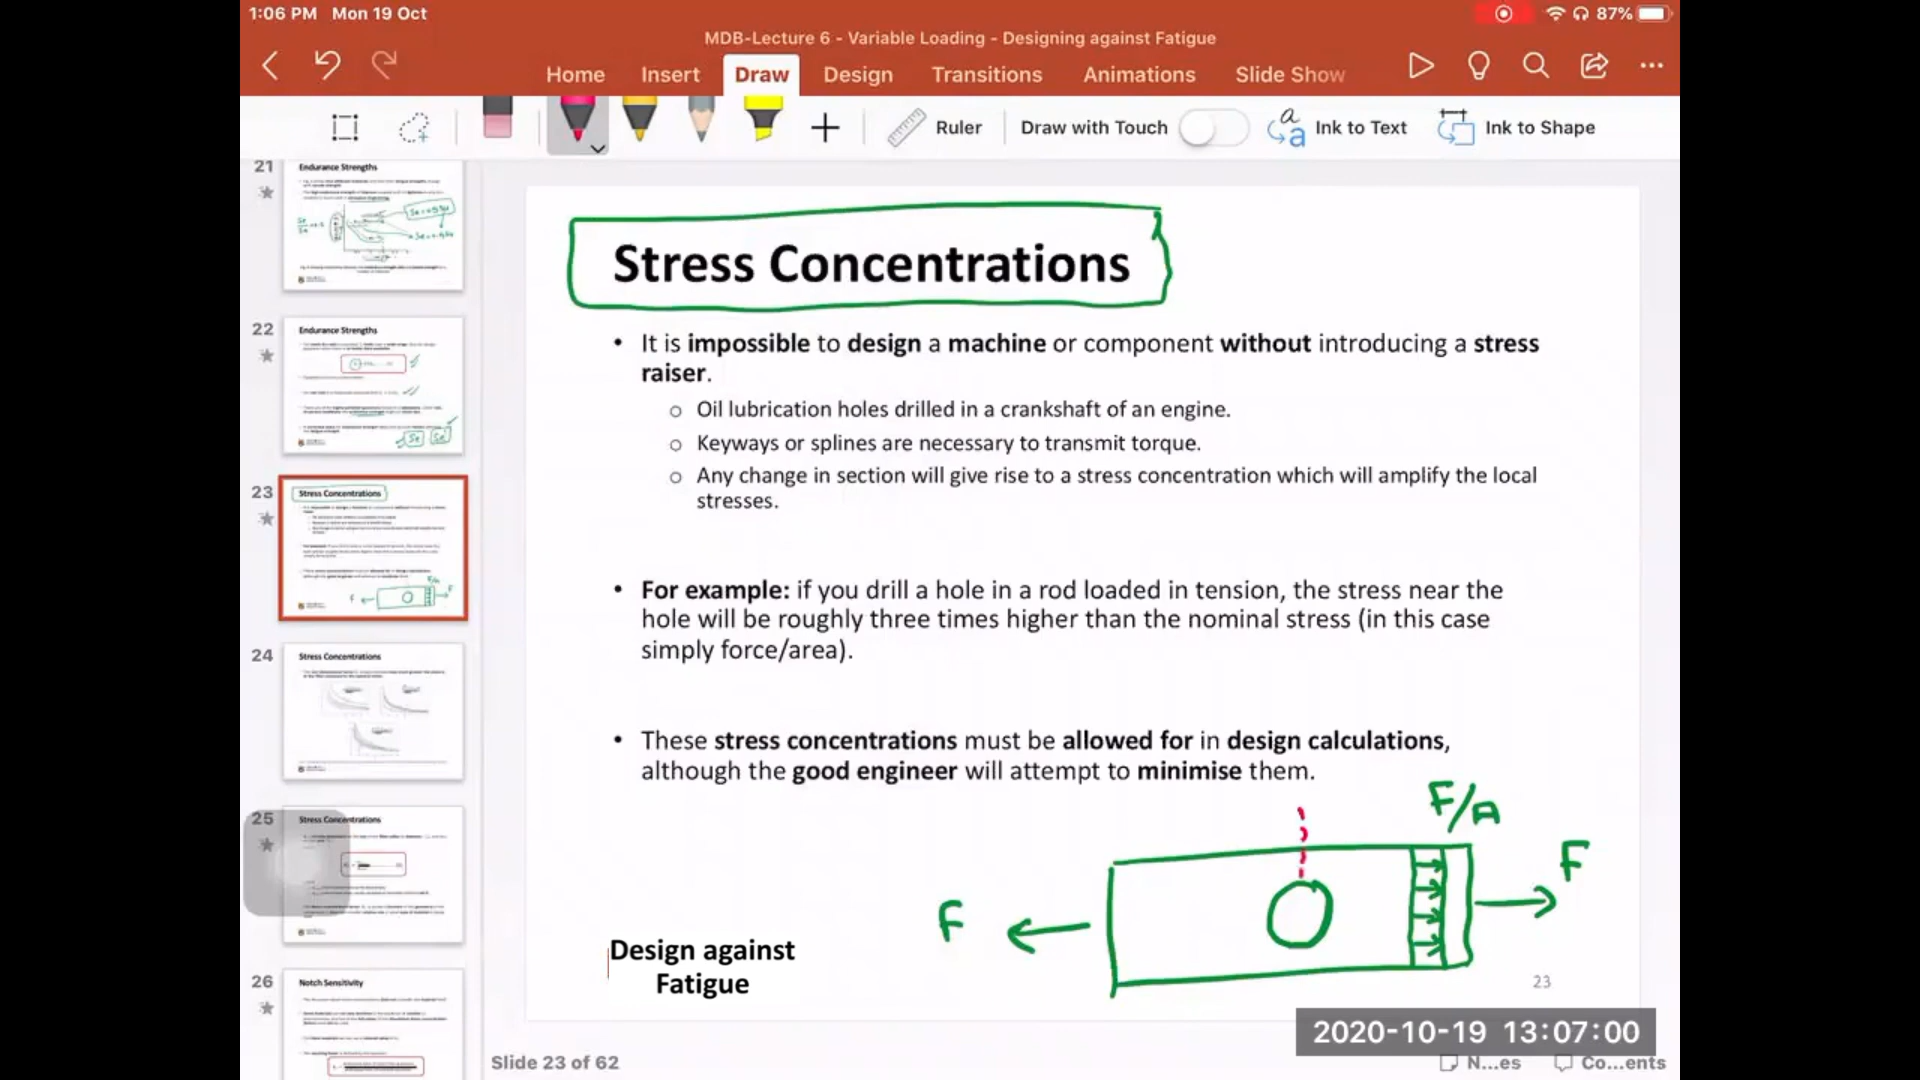 1:06 PM Mon 19 Oct
87%
MDB-Lecture 6 - Variable Loading - Designing against Fatigue
Home Insert Draw Design Transitions Animations Slide Show
Ruler Draw with Touch Ink to Text Ink to Shape
21
Endurance Strengths
22
Endurance Strengths
23
Stress Concentrations
24
Stress Concentrations
25
Stress Concentrations
26
Notch Sensitivity
Stress Concentrations
• It is impossible to design a machine or component without introducing a stress
raiser.
o Oil lubrication holes drilled in a crankshaft of an engine.
o Keyways or splines are necessary to transmit torque.
o Any change in section will give rise to a stress concentration which will amplify the local
stresses.
• For example: if you drill a hole in a rod loaded in tension, the stress near the
hole will be roughly three times higher than the nominal stress (in this case
simply force/area).
• These stress concentrations must be allowed for in design calculations,
although the good engineer will attempt to minimise them.
F/A
F
F
Design against
Fatigue
23
2020-10-19 13:07:00
Slide 23 of 62
N...es Co...ents